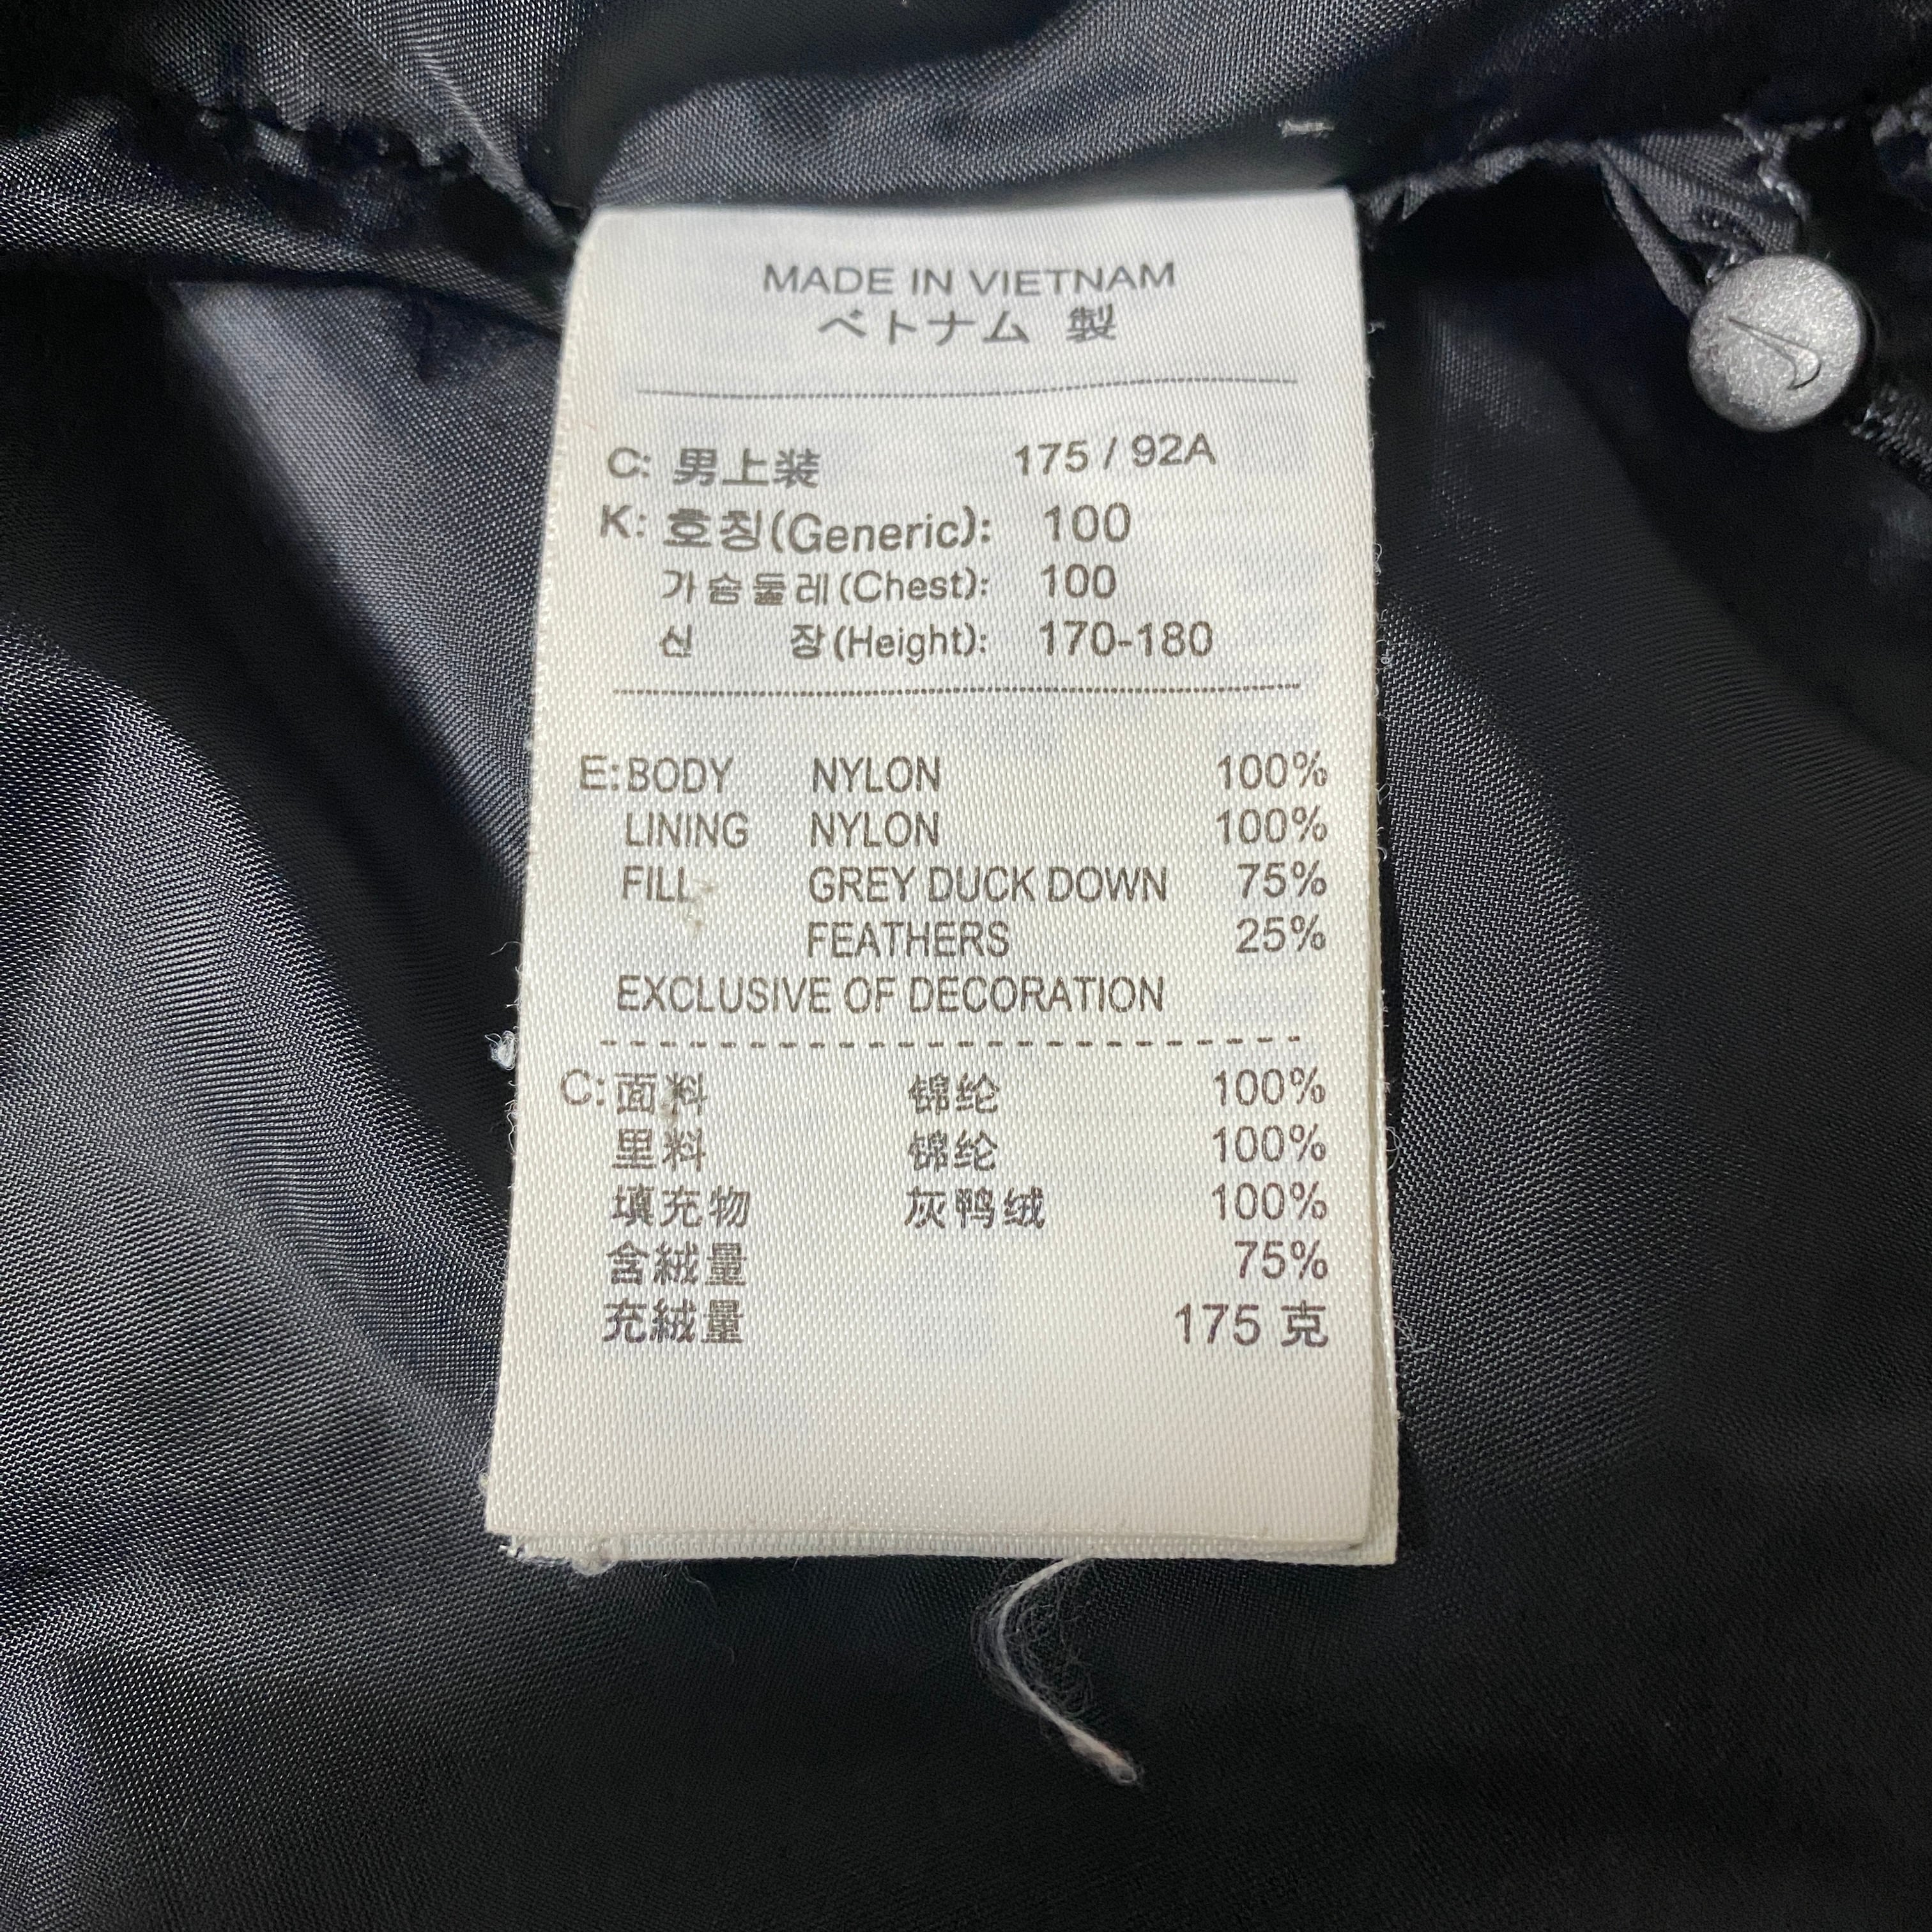 MADE IN VIETNAM
ベトナム 製
C: 男上装 175 / 92A
K: 호칭(Generic): 100
가슴둘레(Chest): 100
신 장(Height): 170-180
E:BODY NYLON 100%
LINING NYLON 100%
FILL GREY DUCK DOWN 75%
FEATHERS 25%
EXCLUSIVE OF DECORATION
C:面料 锦纶 100%
里料 锦纶 100%
填充物 灰鸭绒 100%
含絨量 75%
充絨量 175 克